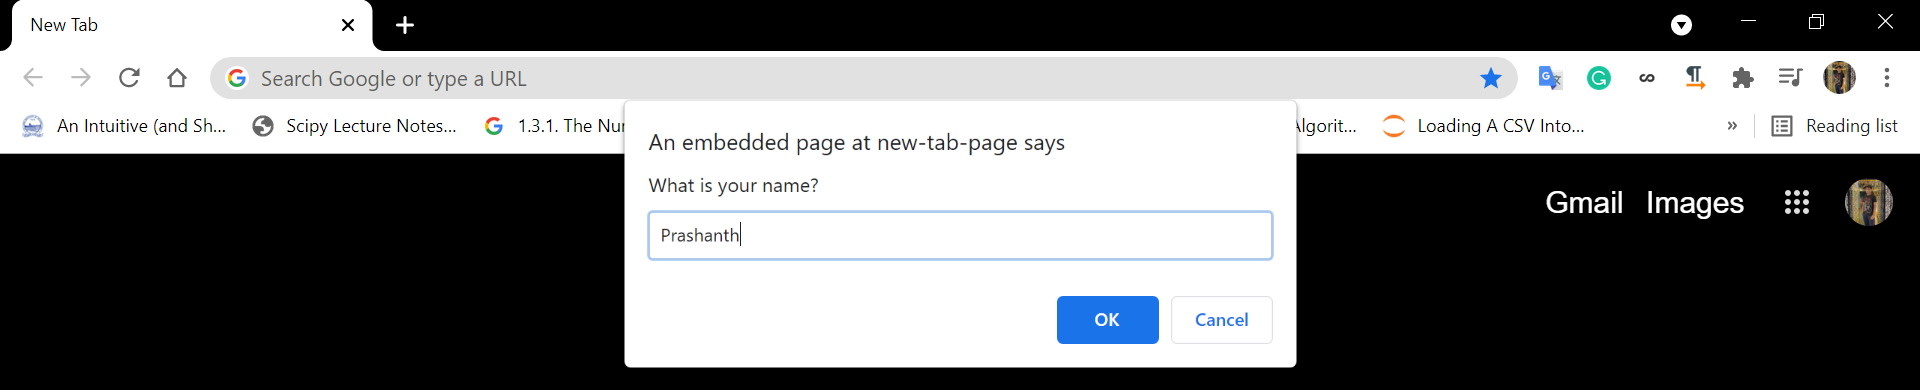 New Tab
Search Google or type a URL
An Intuitive (and Sh... Scipy Lecture Notes... 1.3.1. The Nu Algorit... Loading A CSV Into... » Reading list
An embedded page at new-tab-page says
What is your name?
Prashanth
OK Cancel
Gmail Images